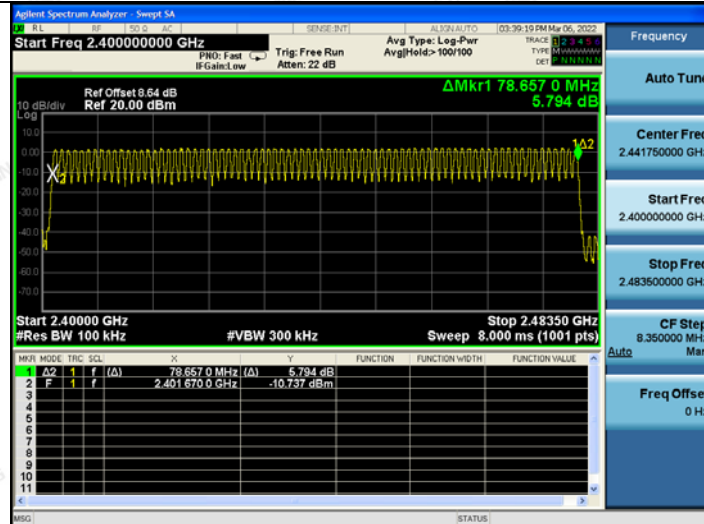 Agilent Spectrum Analyzer - Swept SA
RL RF 50 Ω AC SENSE:INT ALIGN AUTO 03:39:19 PM Mar 06, 2022
Start Freq 2.400000000 GHz
PNO: Fast
IFGain:Low
Trig: Free Run
Atten: 22 dB
Avg Type: Log-Pwr
Avg|Hold:>100/100
TRACE 1 2 3 4 5 6
TYPE M
DET P N N N N N
ΔMkr1 78.657 0 MHz
5.794 dB
Ref Offset 8.64 dB
Ref 20.00 dBm
10 dB/div
Log
10.0
0.00
-10.0
-20.0
-30.0
-40.0
-50.0
-60.0
-70.0
1Δ2
2
Start 2.40000 GHz
Stop 2.48350 GHz
#Res BW 100 kHz #VBW 300 kHz Sweep 8.000 ms (1001 pts)
MKR MODE TRC SCL X Y FUNCTION FUNCTION WIDTH FUNCTION VALUE
1 Δ2 1 f (Δ) 78.657 0 MHz (Δ) 5.794 dB
2 F 1 f 2.401 670 0 GHz -10.737 dBm
3
4
5
6
7
8
9
10
11
MSG STATUS
Frequency
Auto Tune
Center Freq
2.441750000 GHz
Start Freq
2.400000000 GHz
Stop Freq
2.483500000 GHz
CF Step
8.350000 MHz
Auto Man
Freq Offset
0 Hz